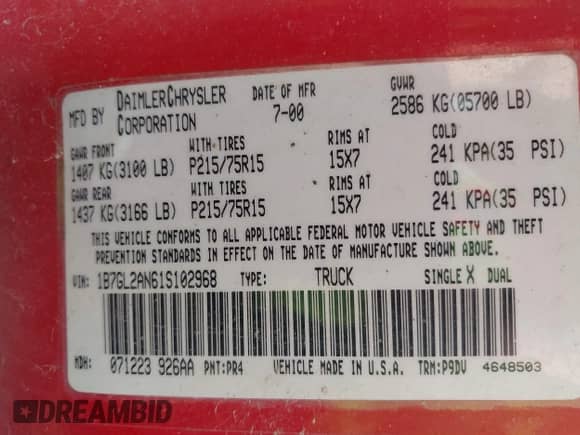 MFD BY DAIMLERCHRYSLER CORPORATION
DATE OF MFR 7-00
GVWR 2586 KG(05700 LB)
GAWR FRONT WITH TIRES RIMS AT COLD
1407 KG(3100 LB) P215/75R15 15X7 241 KPA(35 PSI)
GAWR REAR WITH TIRES RIMS AT COLD
1437 KG(3166 LB) P215/75R15 15X7 241 KPA(35 PSI)
THIS VEHICLE CONFORMS TO ALL APPLICABLE FEDERAL MOTOR VEHICLE SAFETY AND THEFT
PREVENTION STANDARDS IN EFFECT ON THE DATE OF MANUFACTURE SHOWN ABOVE.
VIN: 1B7GL2AN61S102968 TYPE: TRUCK SINGLE X DUAL
MDH: 071223 926AA PNT:PR4 VEHICLE MADE IN U.S.A. TRM:P9DV 4648503
DREAMBID